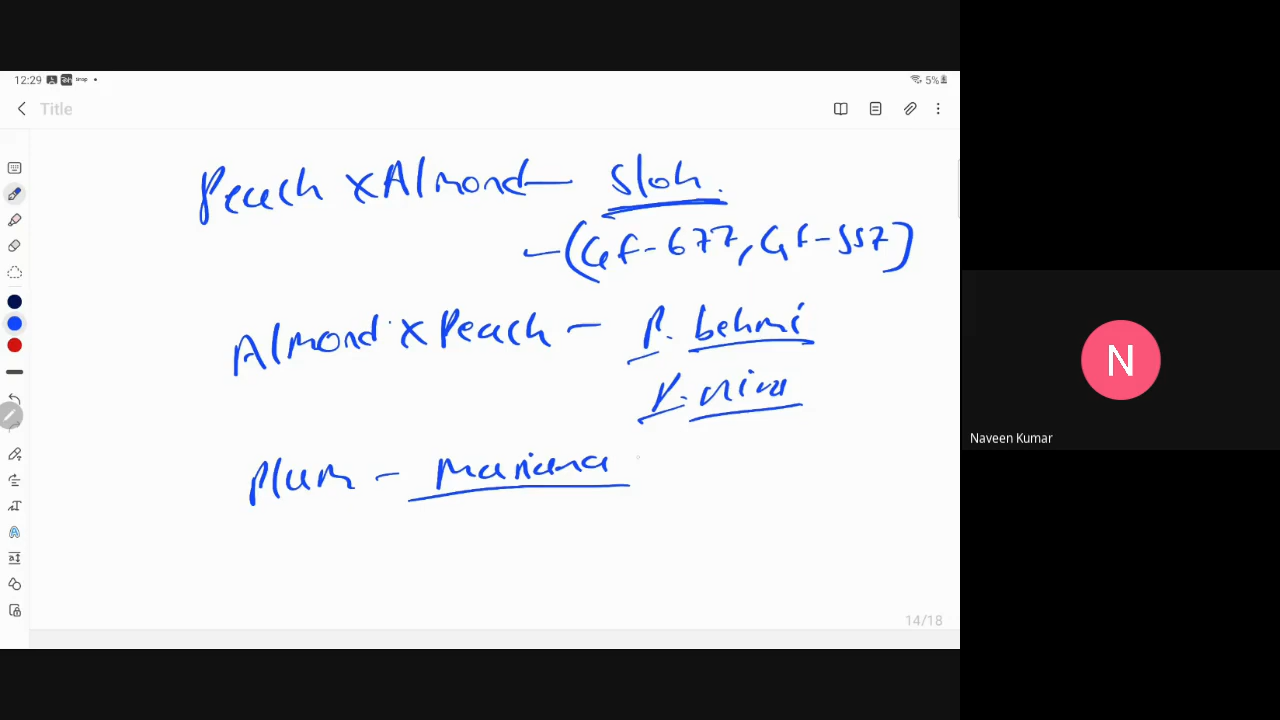 12:29
5%
Title
Peach x Almond - sloh.
- (GF-677, GF-557)
Almond x Peach - P. behmi
P. mira
Plum - mariana
14/18
N
Naveen Kumar